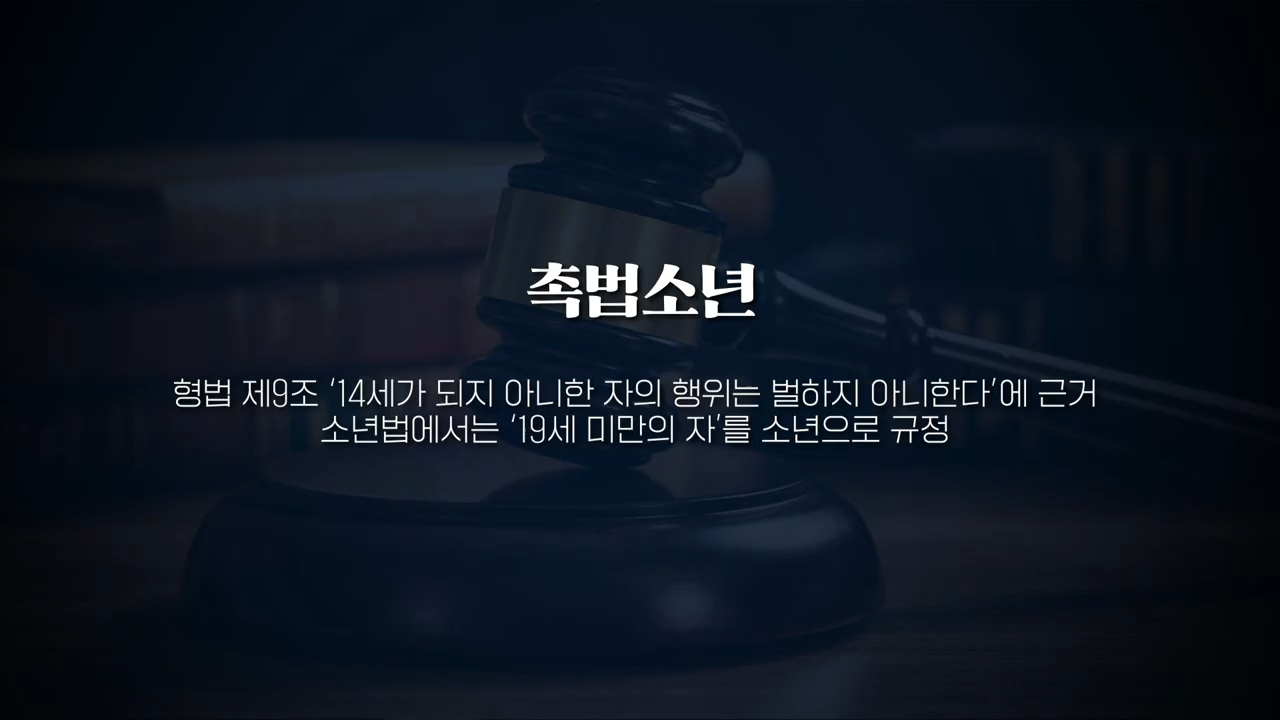 촉법소년
형법 제9조 ‘14세가 되지 아니한 자의 행위는 벌하지 아니한다’에 근거
소년법에서는 ‘19세 미만의 자’를 소년으로 규정